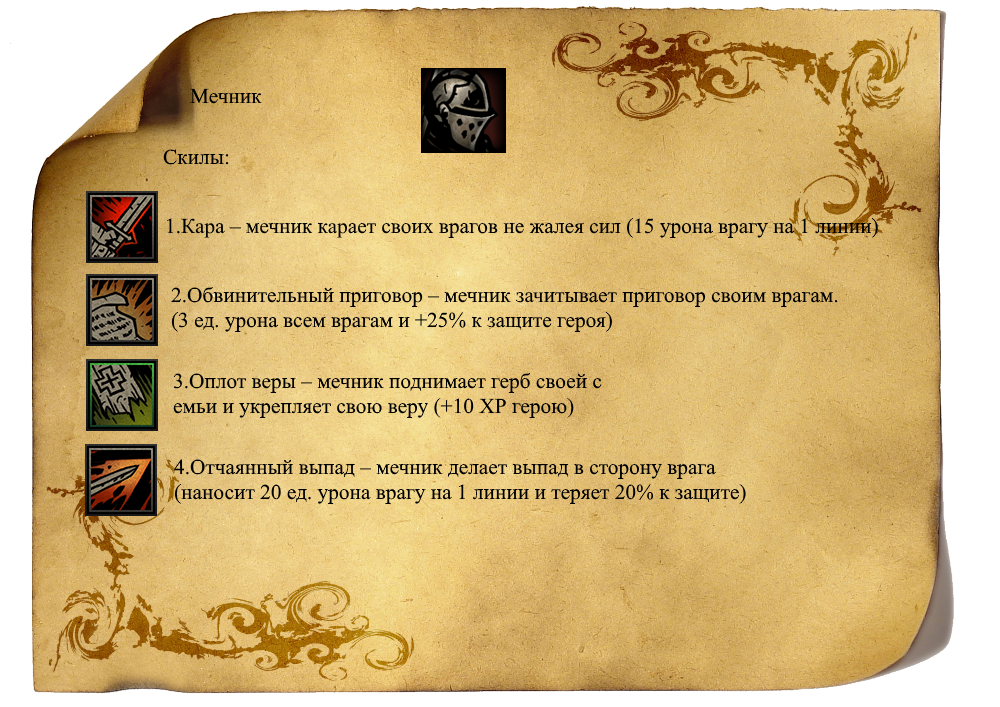 Мечник
Скилы:
1.Кара – мечник карает своих врагов не жалея сил (15 урона врагу на 1 линии)
2.Обвинительный приговор – мечник зачитывает приговор своим врагам.
(3 ед. урона всем врагам и +25% к защите героя)
3.Оплот веры – мечник поднимает герб своей с
емьи и укрепляет свою веру (+10 ХР герою)
4.Отчаянный выпад – мечник делает выпад в сторону врага
(наносит 20 ед. урона врагу на 1 линии и теряет 20% к защите)